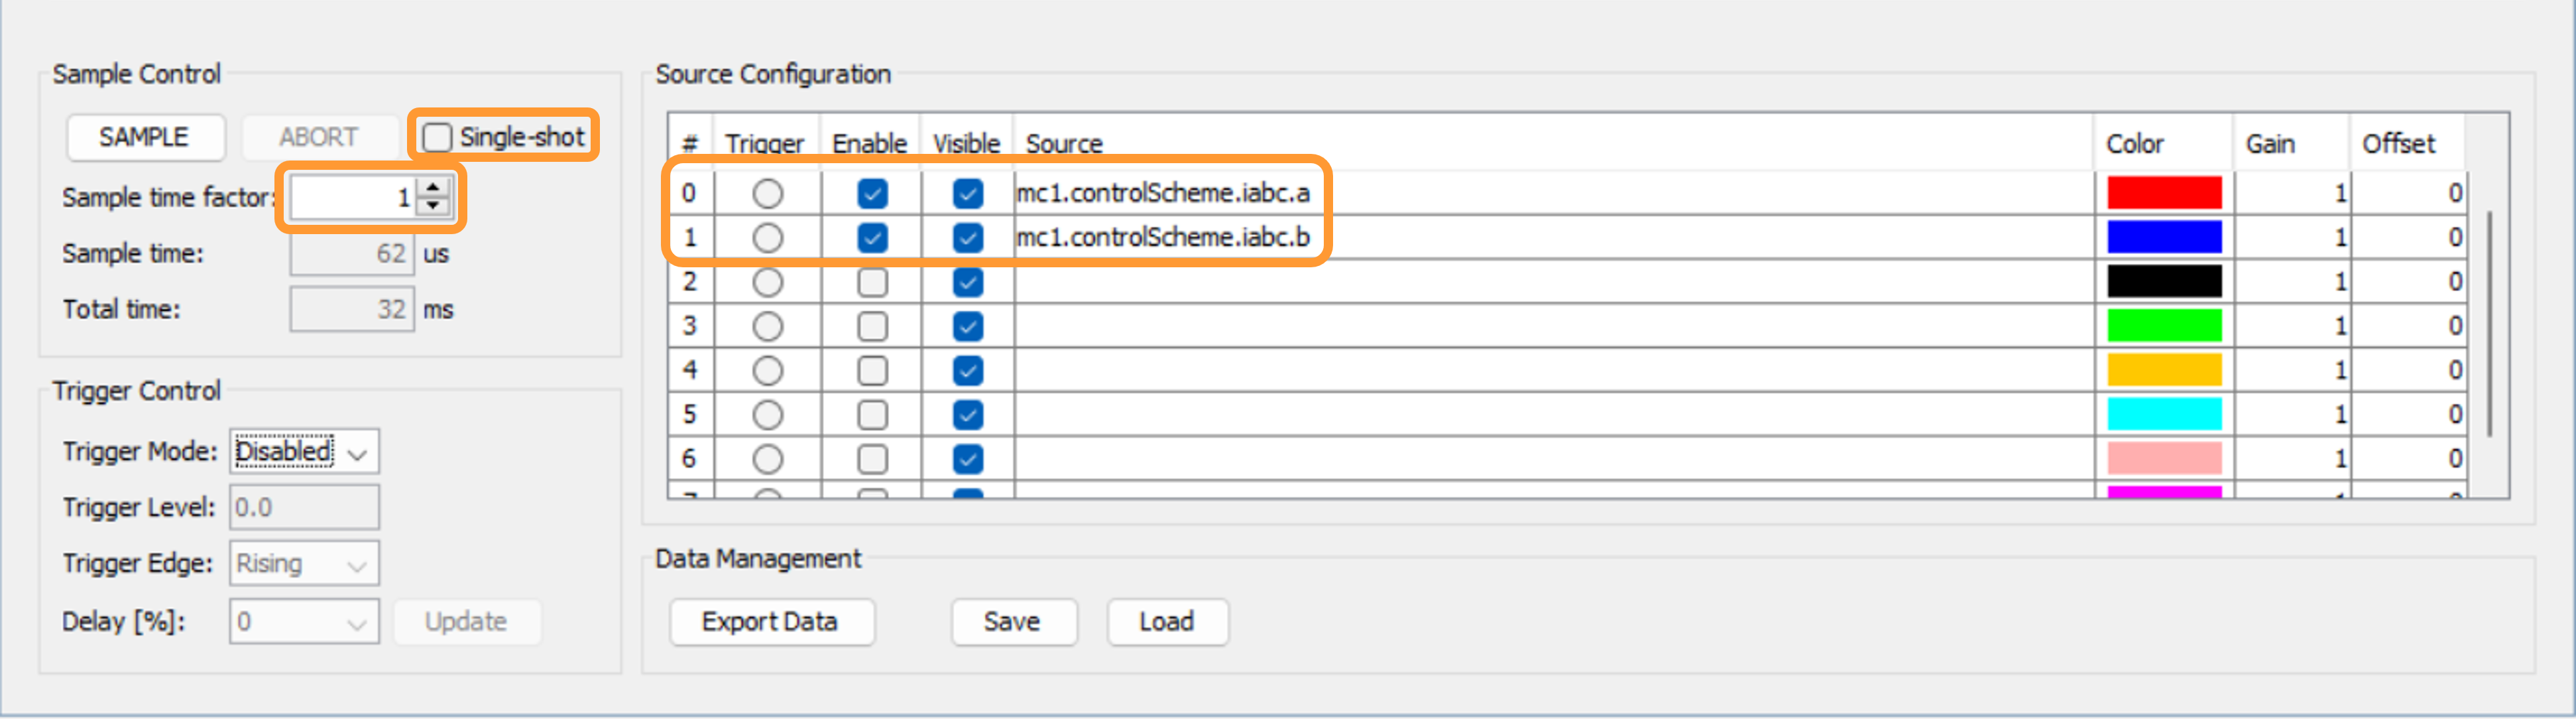 Sample Control
SAMPLE ABORT Single-shot
Sample time factor: 1
Sample time: 62 us
Total time: 32 ms
Trigger Control
Trigger Mode: Disabled
Trigger Level: 0.0
Trigger Edge: Rising
Delay [%]: 0 Update
Source Configuration
# Trigger Enable Visible Source Color Gain Offset
0 mc1.controlScheme.iabc.a 1 0
1 mc1.controlScheme.iabc.b 1 0
2 1 0
3 1 0
4 1 0
5 1 0
6 1 0
Data Management
Export Data Save Load